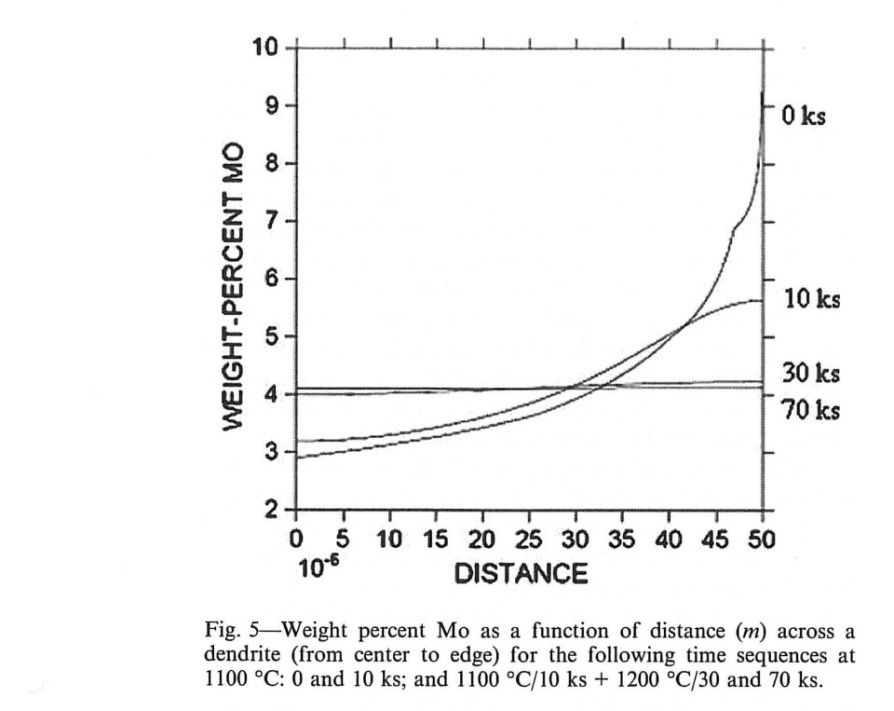 10
9
8
7
6
5
4
3
2
WEIGHT-PERCENT MO
0 ks
10 ks
30 ks
70 ks
0 5 10 15 20 25 30 35 40 45 50
10-6
DISTANCE
Fig. 5—Weight percent Mo as a function of distance (m) across a
dendrite (from center to edge) for the following time sequences at
1100 °C: 0 and 10 ks; and 1100 °C/10 ks + 1200 °C/30 and 70 ks.